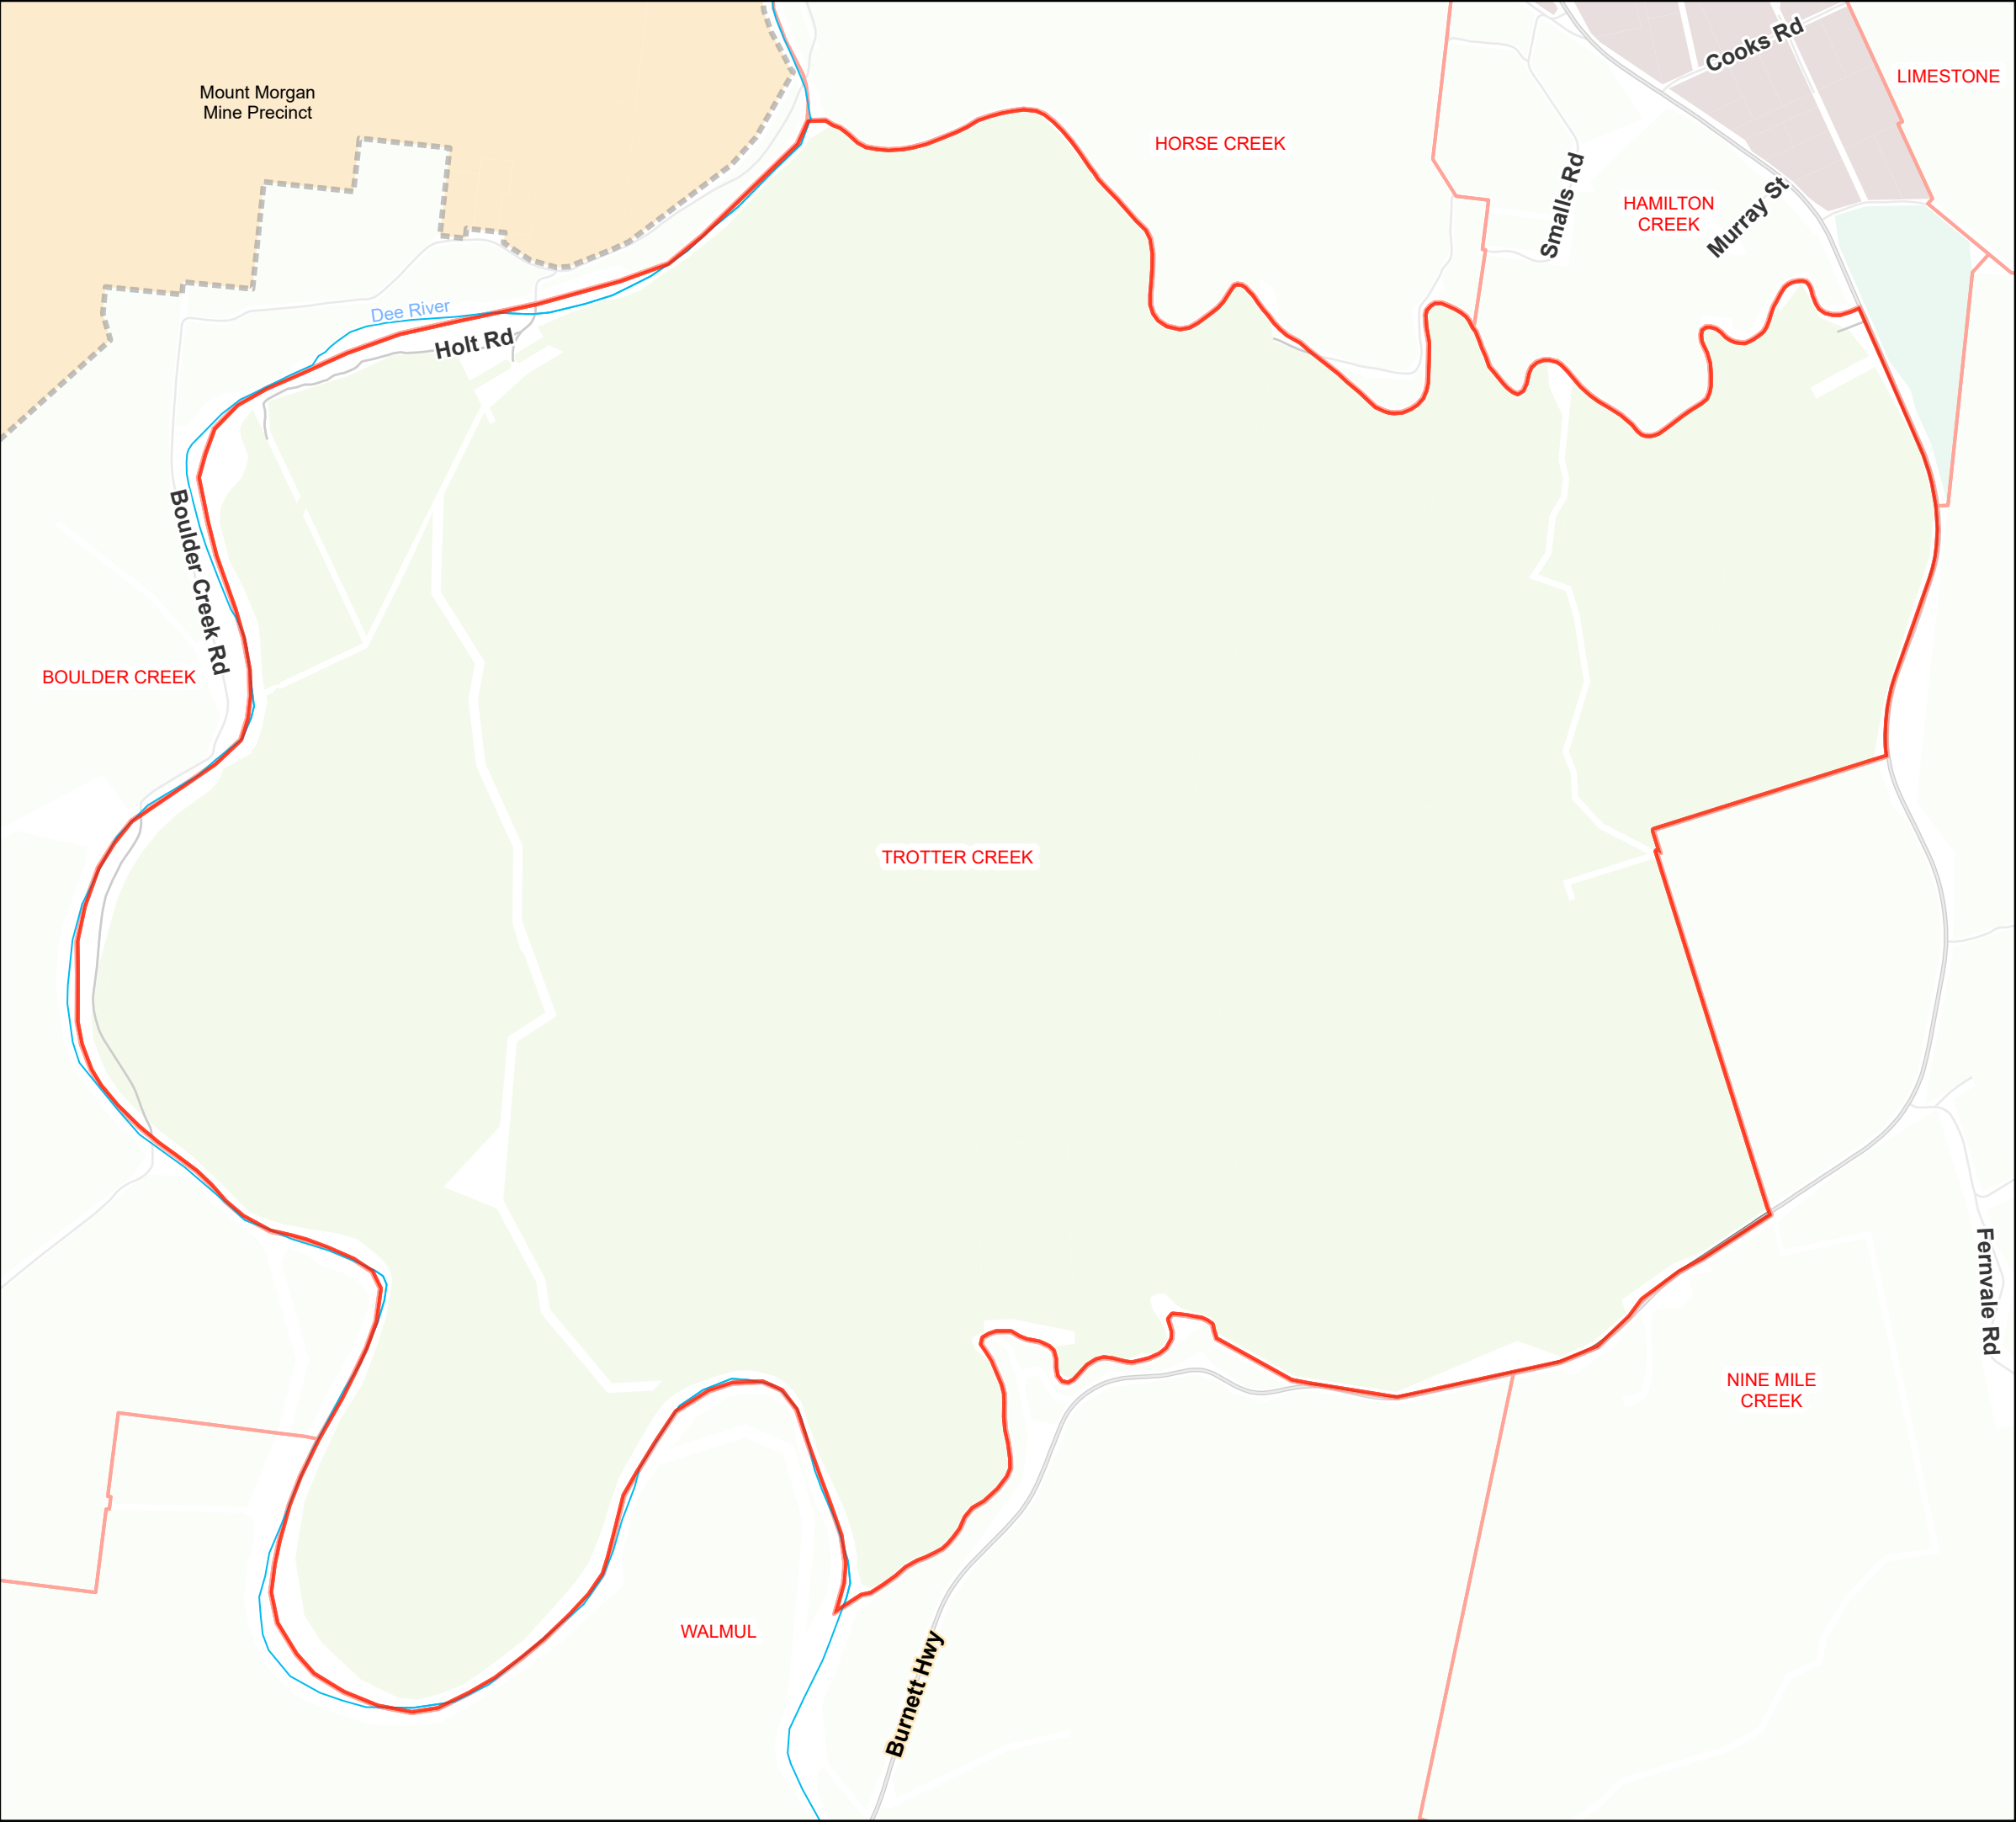 Cooks Rd
LIMESTONE
Mount Morgan
Mine Precinct
HORSE CREEK
Smalls Rd
HAMILTON
CREEK
Murray St
Dee River
Holt Rd
Boulder Creek Rd
BOULDER CREEK
TROTTER CREEK
Fernvale Rd
NINE MILE
CREEK
WALMUL
Burnett Hwy